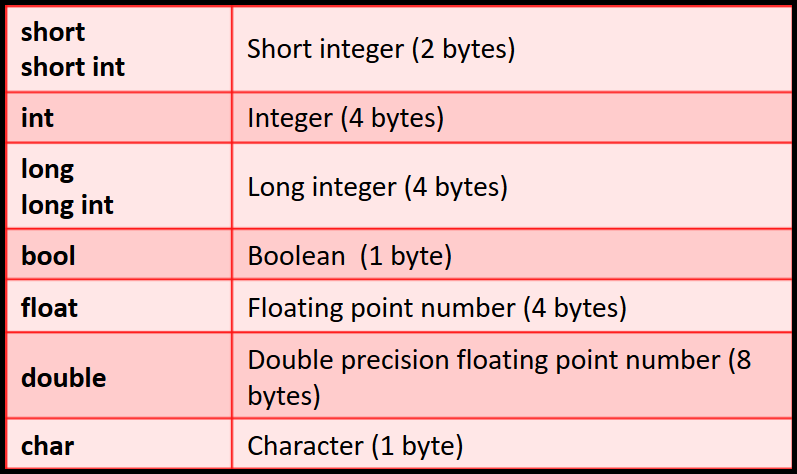 short
short int
Short integer (2 bytes)
int
Integer (4 bytes)
long
long int
Long integer (4 bytes)
bool
Boolean  (1 byte)
float
Floating point number (4 bytes)
double
Double precision floating point number (8
bytes)
char
Character (1 byte)